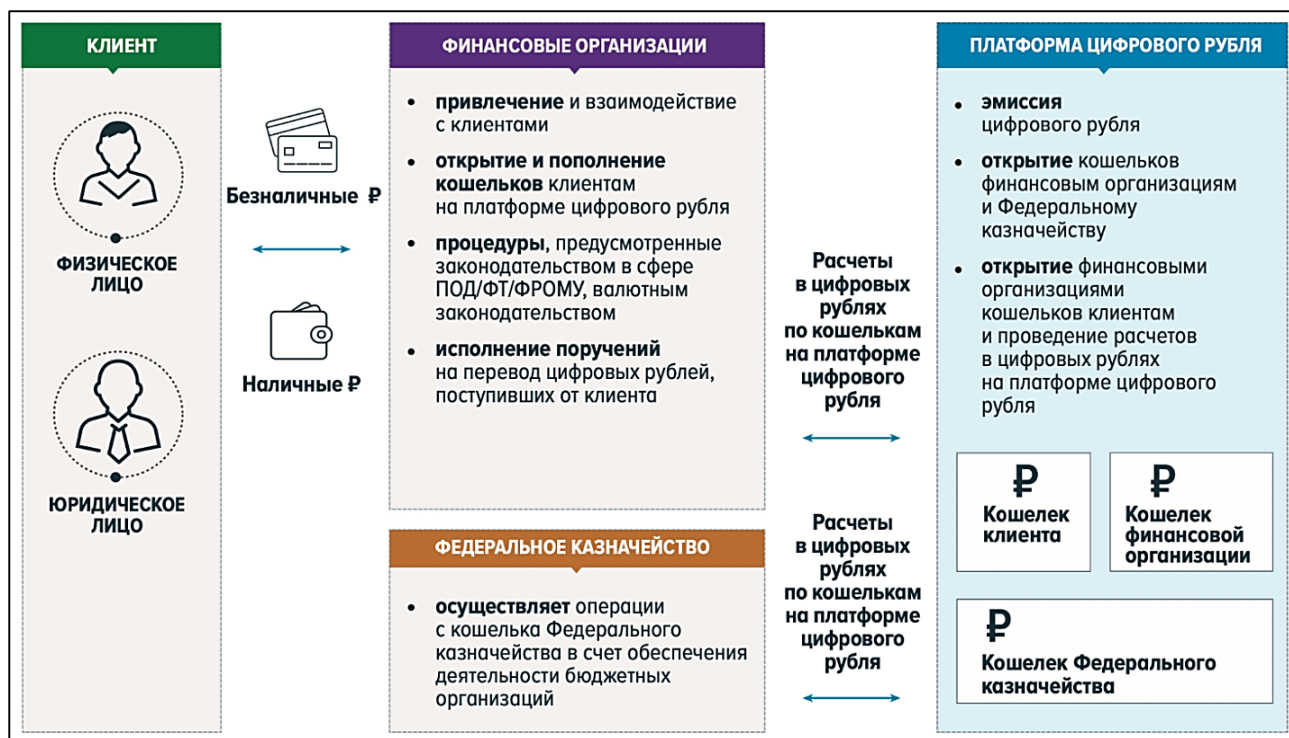 КЛИЕНТ
ФИЗИЧЕСКОЕ
ЛИЦО
ЮРИДИЧЕСКОЕ
ЛИЦО
Безналичные ₽
Наличные ₽
ФИНАНСОВЫЕ ОРГАНИЗАЦИИ
• привлечение и взаимодействие
с клиентами
• открытие и пополнение
кошельков клиентам
на платформе цифрового рубля
• процедуры, предусмотренные
законодательством в сфере
ПОД/ФТ/ФРОМУ, валютным
законодательством
• исполнение поручений
на перевод цифровых рублей,
поступивших от клиента
ФЕДЕРАЛЬНОЕ КАЗНАЧЕЙСТВО
• осуществляет операции
с кошелька Федерального
казначейства в счет обеспечения
деятельности бюджетных
организаций
Расчеты
в цифровых
рублях
по кошелькам
на платформе
цифрового
рубля
Расчеты
в цифровых
рублях
по кошелькам
на платформе
цифрового
рубля
ПЛАТФОРМА ЦИФРОВОГО РУБЛЯ
• эмиссия
цифрового рубля
• открытие кошельков
финансовым организациям
и Федеральному
казначейству
• открытие финансовыми
организациями
кошельков клиентам
и проведение расчетов
в цифровых рублях
на платформе цифрового
рубля
₽
Кошелек
клиента
₽
Кошелек
финансовой
организации
₽
Кошелек Федерального
казначейства